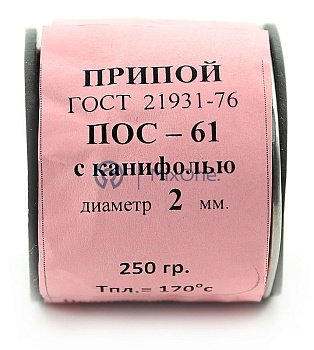 ПРИПОЙ
ГОСТ 21931-76
ПОС – 61
с канифолью
диаметр 2 мм.
250 гр.
Тпл.= 170°с